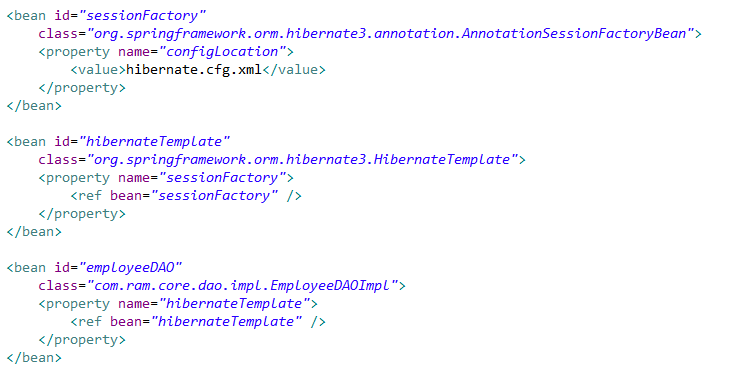 <bean id="sessionFactory"
    class="org.springframework.orm.hibernate3.annotation.AnnotationSessionFactoryBean">
    <property name="configLocation">
        <value>hibernate.cfg.xml</value>
    </property>
</bean>

<bean id="hibernateTemplate"
    class="org.springframework.orm.hibernate3.HibernateTemplate">
    <property name="sessionFactory">
        <ref bean="sessionFactory" />
    </property>
</bean>

<bean id="employeeDAO"
    class="com.ram.core.dao.impl.EmployeeDAOImpl">
    <property name="hibernateTemplate">
        <ref bean="hibernateTemplate" />
    </property>
</bean>